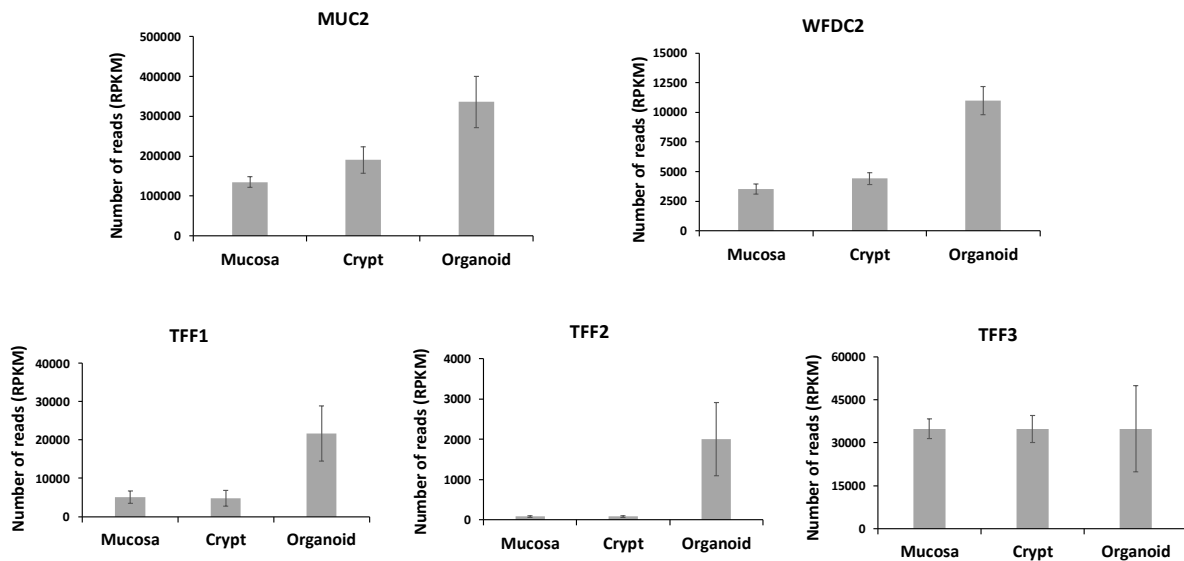 MUC2
Number of reads (RPKM)
500000
400000
300000
200000
100000
0
Mucosa Crypt Organoid
WFDC2
Number of reads (RPKM)
15000
12500
10000
7500
5000
2500
0
Mucosa Crypt Organoid
TFF1
Number of reads (RPKM)
40000
30000
20000
10000
0
Mucosa Crypt Organoid
TFF2
Number of reads (RPKM)
4000
3000
2000
1000
0
Mucosa Crypt Organoid
TFF3
Number of reads (RPKM)
60000
45000
30000
15000
0
Mucosa Crypt Organoid